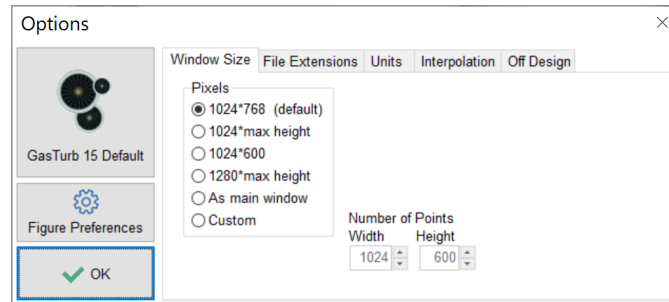 Options
GasTurb 15 Default
Figure Preferences
OK
Window Size File Extensions Units Interpolation Off Design
Pixels
1024*768 (default)
1024*max height
1024*600
1280*max height
As main window
Custom
Number of Points
Width Height
1024 600